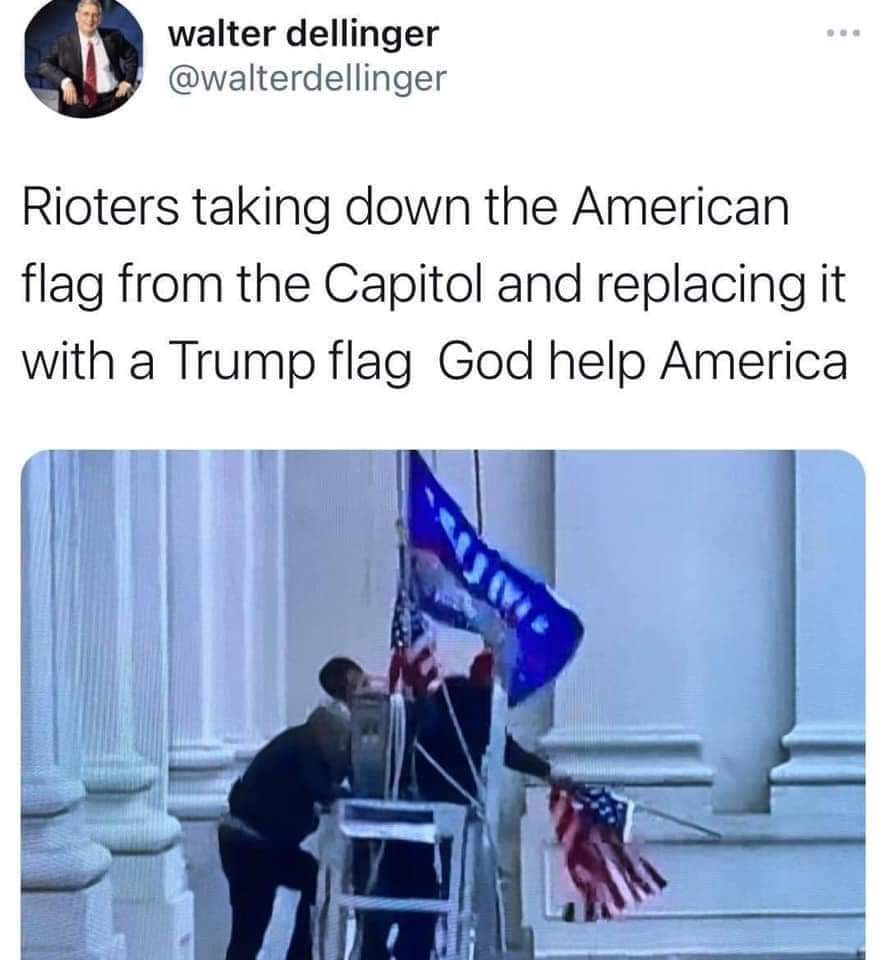 walter dellinger
@walterdellinger
Rioters taking down the American
flag from the Capitol and replacing it
with a Trump flag God help America
TRUMP